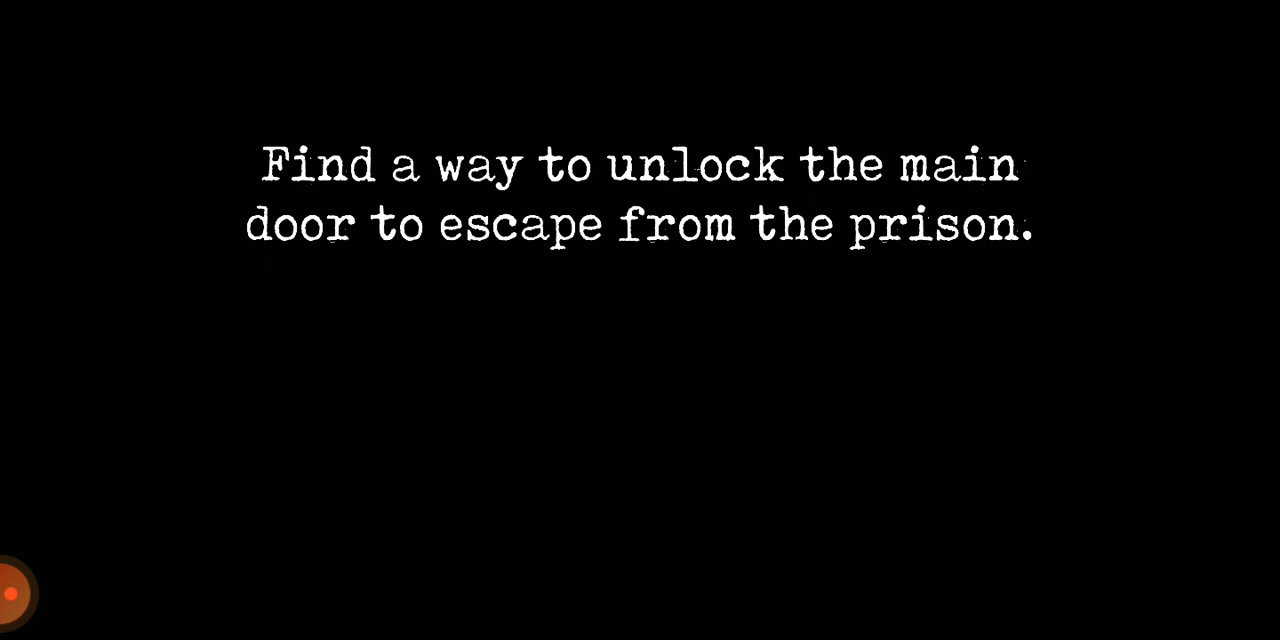 Find a way to unlock the main
door to escape from the prison.